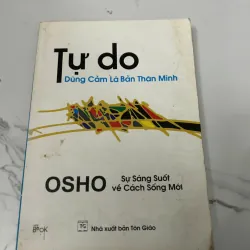 Tự do
Dũng Cảm Là Bản Thân Mình
OSHO
Sự Sáng Suốt
về Cách Sống Mới
Nhà xuất bản Tôn Giáo